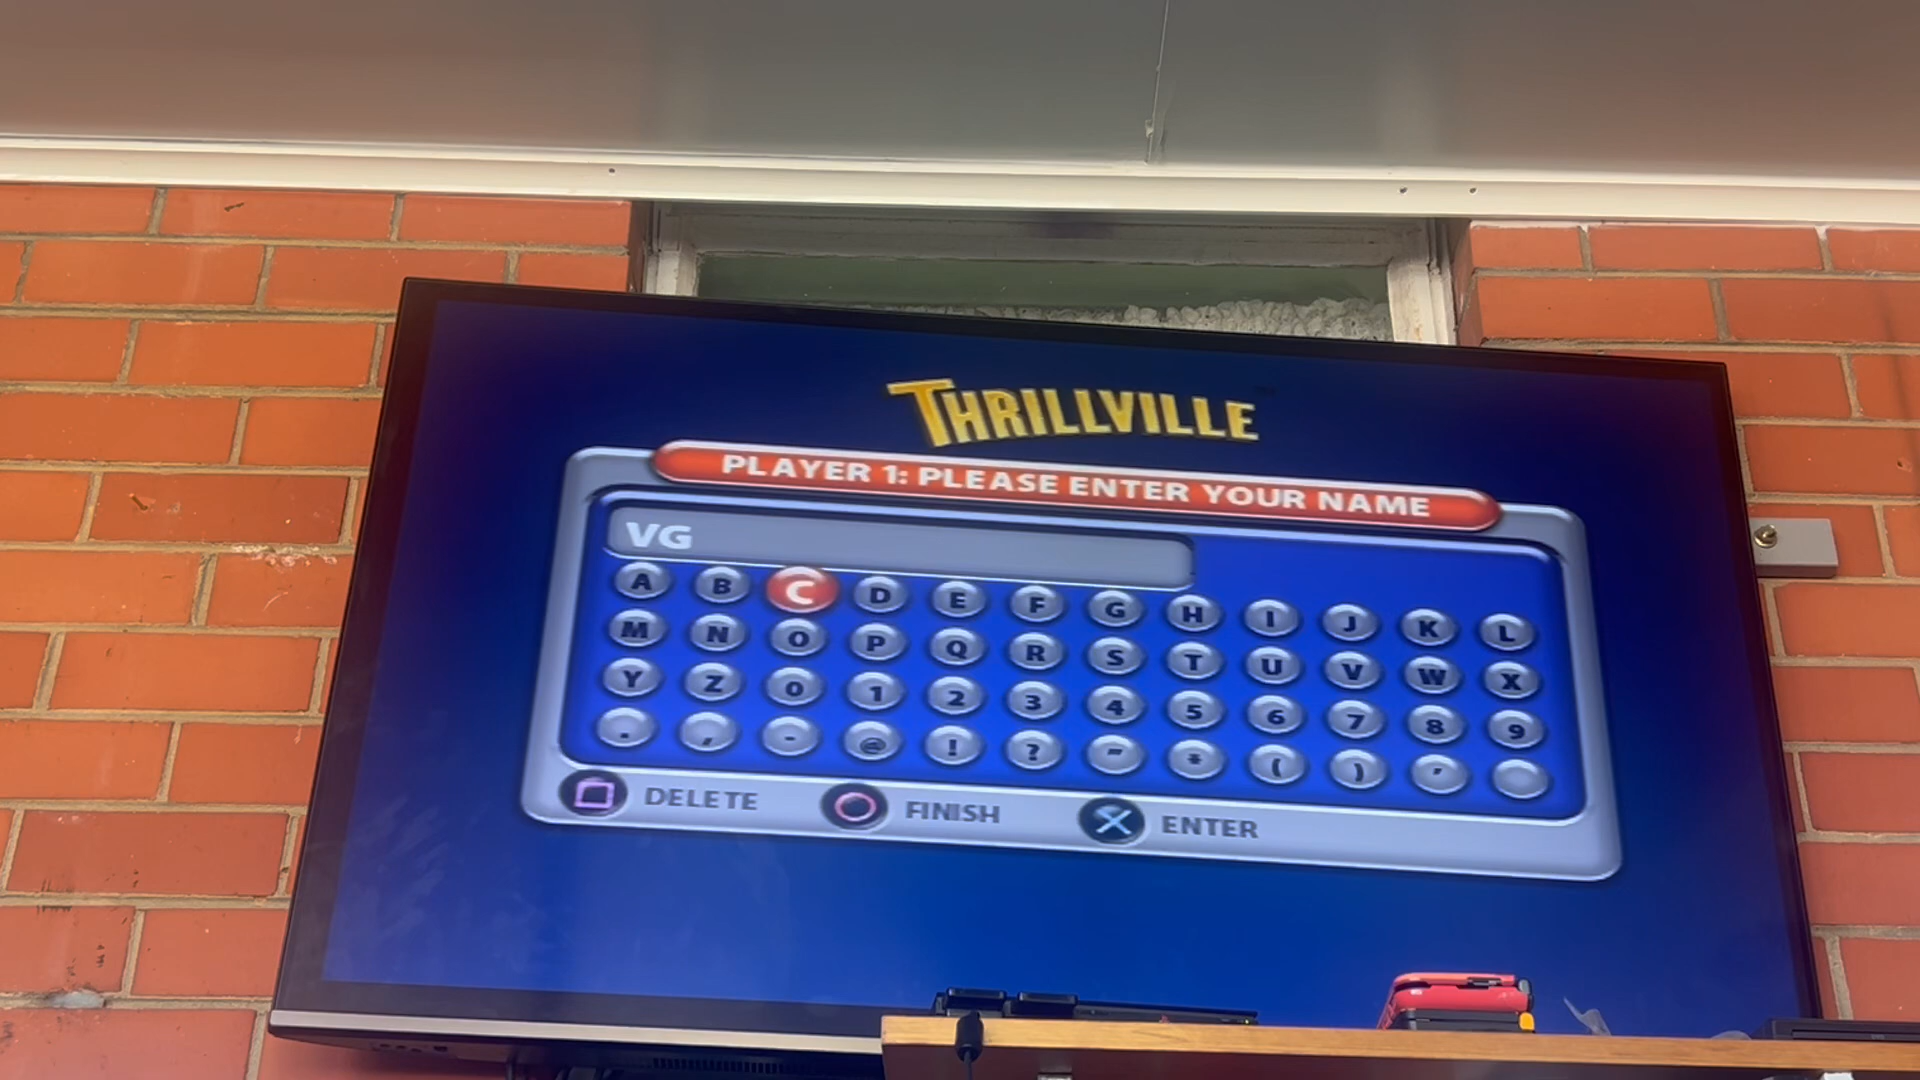 THRILLVILLE
PLAYER 1: PLEASE ENTER YOUR NAME
VG
A B C D E F G H I J K L
M N O P Q R S T U V W X
Y Z 0 1 2 3 4 5 6 7 8 9
. , - @ ! ? " * ( ) '
DELETE FINISH ENTER